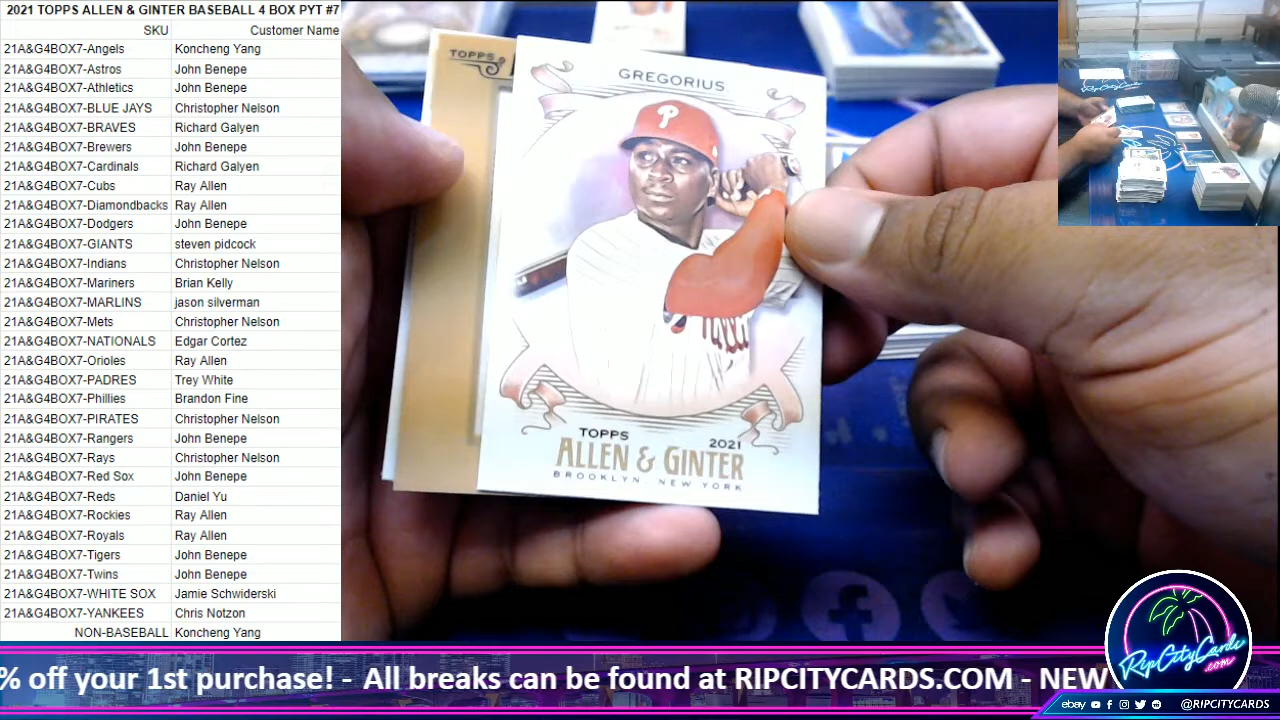 2021 TOPPS ALLEN & GINTER BASEBALL 4 BOX PYT #7
SKU Customer Name
21A&G4BOX7-Angels Koncheng Yang
21A&G4BOX7-Astros John Benepe
21A&G4BOX7-Athletics John Benepe
21A&G4BOX7-BLUE JAYS Christopher Nelson
21A&G4BOX7-BRAVES Richard Galyen
21A&G4BOX7-Brewers John Benepe
21A&G4BOX7-Cardinals Richard Galyen
21A&G4BOX7-Cubs Ray Allen
21A&G4BOX7-Diamondbacks Ray Allen
21A&G4BOX7-Dodgers John Benepe
21A&G4BOX7-GIANTS steven pidcock
21A&G4BOX7-Indians Christopher Nelson
21A&G4BOX7-Mariners Brian Kelly
21A&G4BOX7-MARLINS jason silverman
21A&G4BOX7-Mets Christopher Nelson
21A&G4BOX7-NATIONALS Edgar Cortez
21A&G4BOX7-Orioles Ray Allen
21A&G4BOX7-PADRES Trey White
21A&G4BOX7-Phillies Brandon Fine
21A&G4BOX7-PIRATES Christopher Nelson
21A&G4BOX7-Rangers John Benepe
21A&G4BOX7-Rays Christopher Nelson
21A&G4BOX7-Red Sox John Benepe
21A&G4BOX7-Reds Daniel Yu
21A&G4BOX7-Rockies Ray Allen
21A&G4BOX7-Royals Ray Allen
21A&G4BOX7-Tigers John Benepe
21A&G4BOX7-Twins John Benepe
21A&G4BOX7-WHITE SOX Jamie Schwiderski
21A&G4BOX7-YANKEES Chris Notzon
NON-BASEBALL Koncheng Yang
TOPPS
GREGORIUS
P
TOPPS 2021
ALLEN & GINTER
BROOKLYN, NEW YORK
% off your 1st purchase! - All breaks can be found at RIPCITYCARDS.COM - NEW
RipCityCards
.com
ebay @RIPCITYCARDS